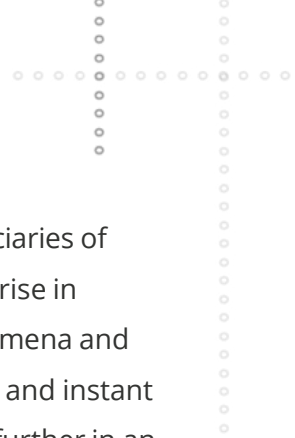 ciaries of
rise in
mena and
and instant
further in an